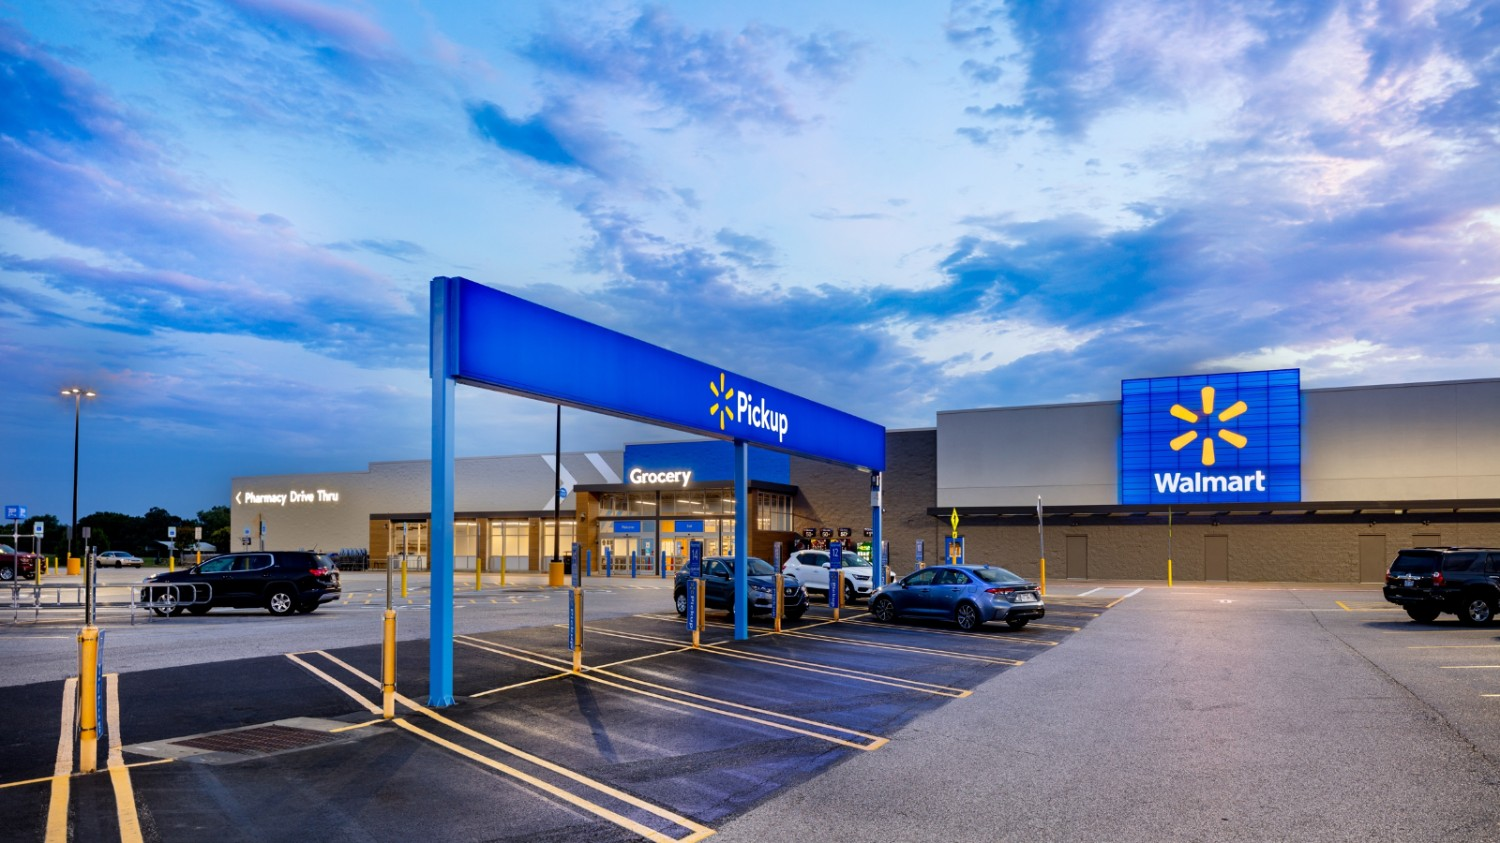 Pickup
Grocery
Pharmacy Drive Thru
Walmart
14
12